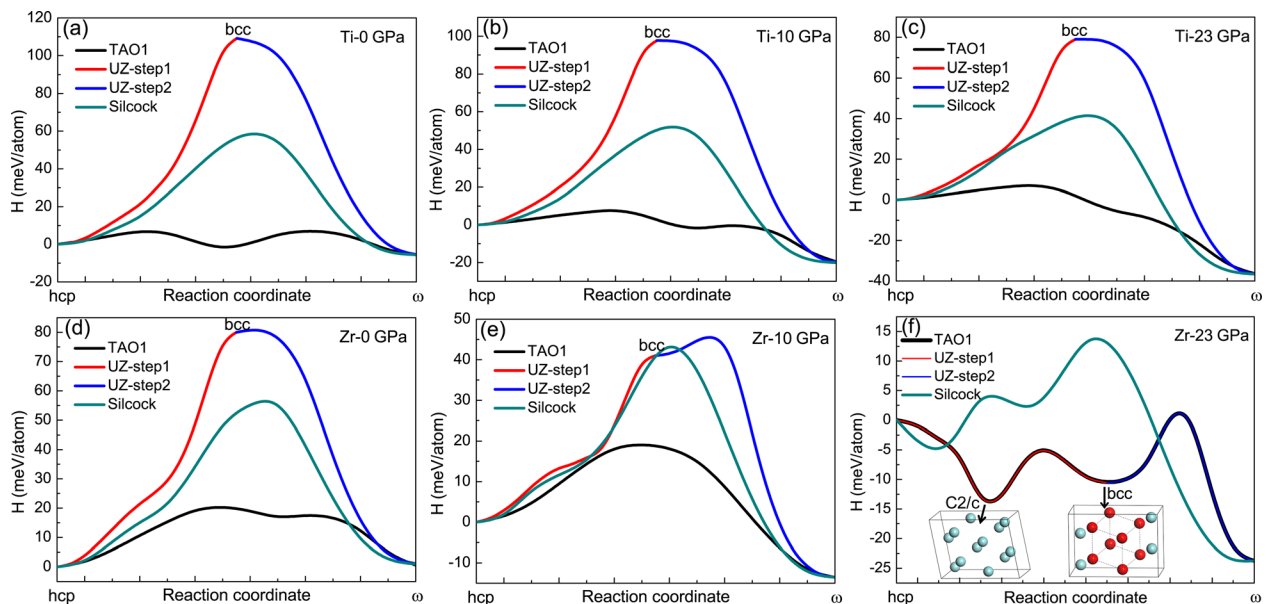 (a)
Ti-0 GPa
bcc
TAO1
UZ-step1
UZ-step2
Silcock
H (meV/atom)
120
100
80
60
40
20
0
-20
hcp
Reaction coordinate
ω
(b)
Ti-10 GPa
bcc
TAO1
UZ-step1
UZ-step2
Silcock
H (meV/atom)
100
80
60
40
20
0
-20
hcp
Reaction coordinate
ω
(c)
Ti-23 GPa
bcc
TAO1
UZ-step1
UZ-step2
Silcock
H (meV/atom)
80
60
40
20
0
-20
-40
hcp
Reaction coordinate
ω
(d)
Zr-0 GPa
bcc
TAO1
UZ-step1
UZ-step2
Silcock
H (meV/atom)
80
70
60
50
40
30
20
10
0
hcp
Reaction coordinate
ω
(e)
Zr-10 GPa
bcc
TAO1
UZ-step1
UZ-step2
Silcock
H (meV/atom)
50
40
30
20
10
0
-10
hcp
Reaction coordinate
ω
(f)
Zr-23 GPa
TAO1
UZ-step1
UZ-step2
Silcock
H (meV/atom)
15
10
5
0
-5
-10
-15
-20
-25
C2/c
bcc
hcp
Reaction coordinate
ω